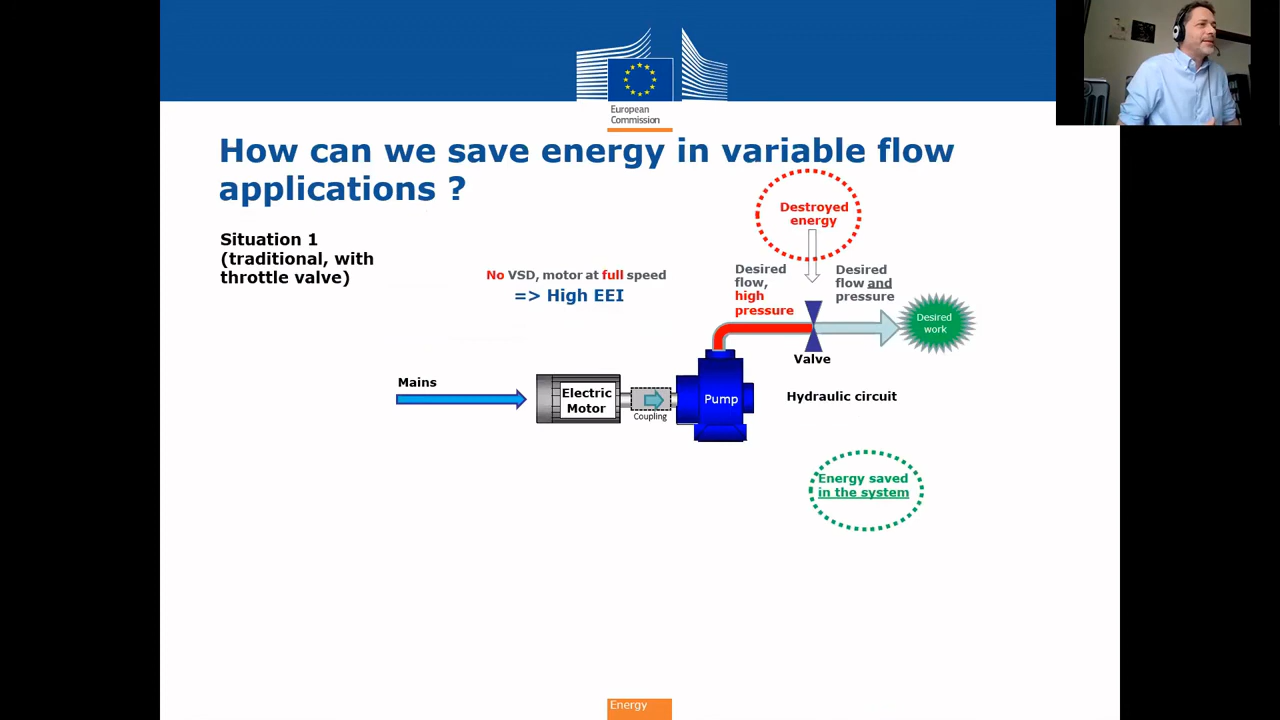 European
Commission
How can we save energy in variable flow
applications ?
Situation 1
(traditional, with
throttle valve)
No VSD, motor at full speed
=> High EEI
Destroyed
energy
Desired
flow,
high
pressure
Desired
flow and
pressure
Desired
work
Valve
Mains
Electric
Motor
Coupling
Pump
Hydraulic circuit
Energy saved
in the system
Energy